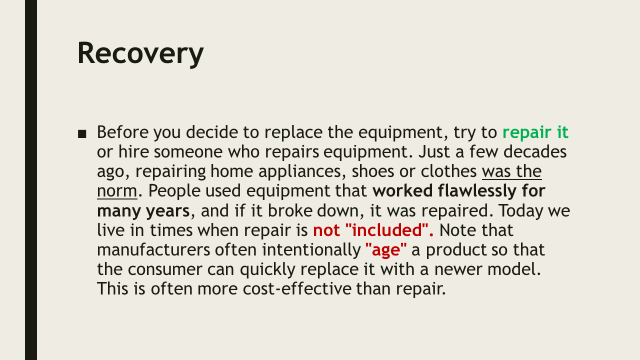 Recovery
Before you decide to replace the equipment, try to repair it
or hire someone who repairs equipment. Just a few decades
ago, repairing home appliances, shoes or clothes was the
norm. People used equipment that worked flawlessly for
many years, and if it broke down, it was repaired. Today we
live in times when repair is not "included". Note that
manufacturers often intentionally "age" a product so that
the consumer can quickly replace it with a newer model.
This is often more cost-effective than repair.